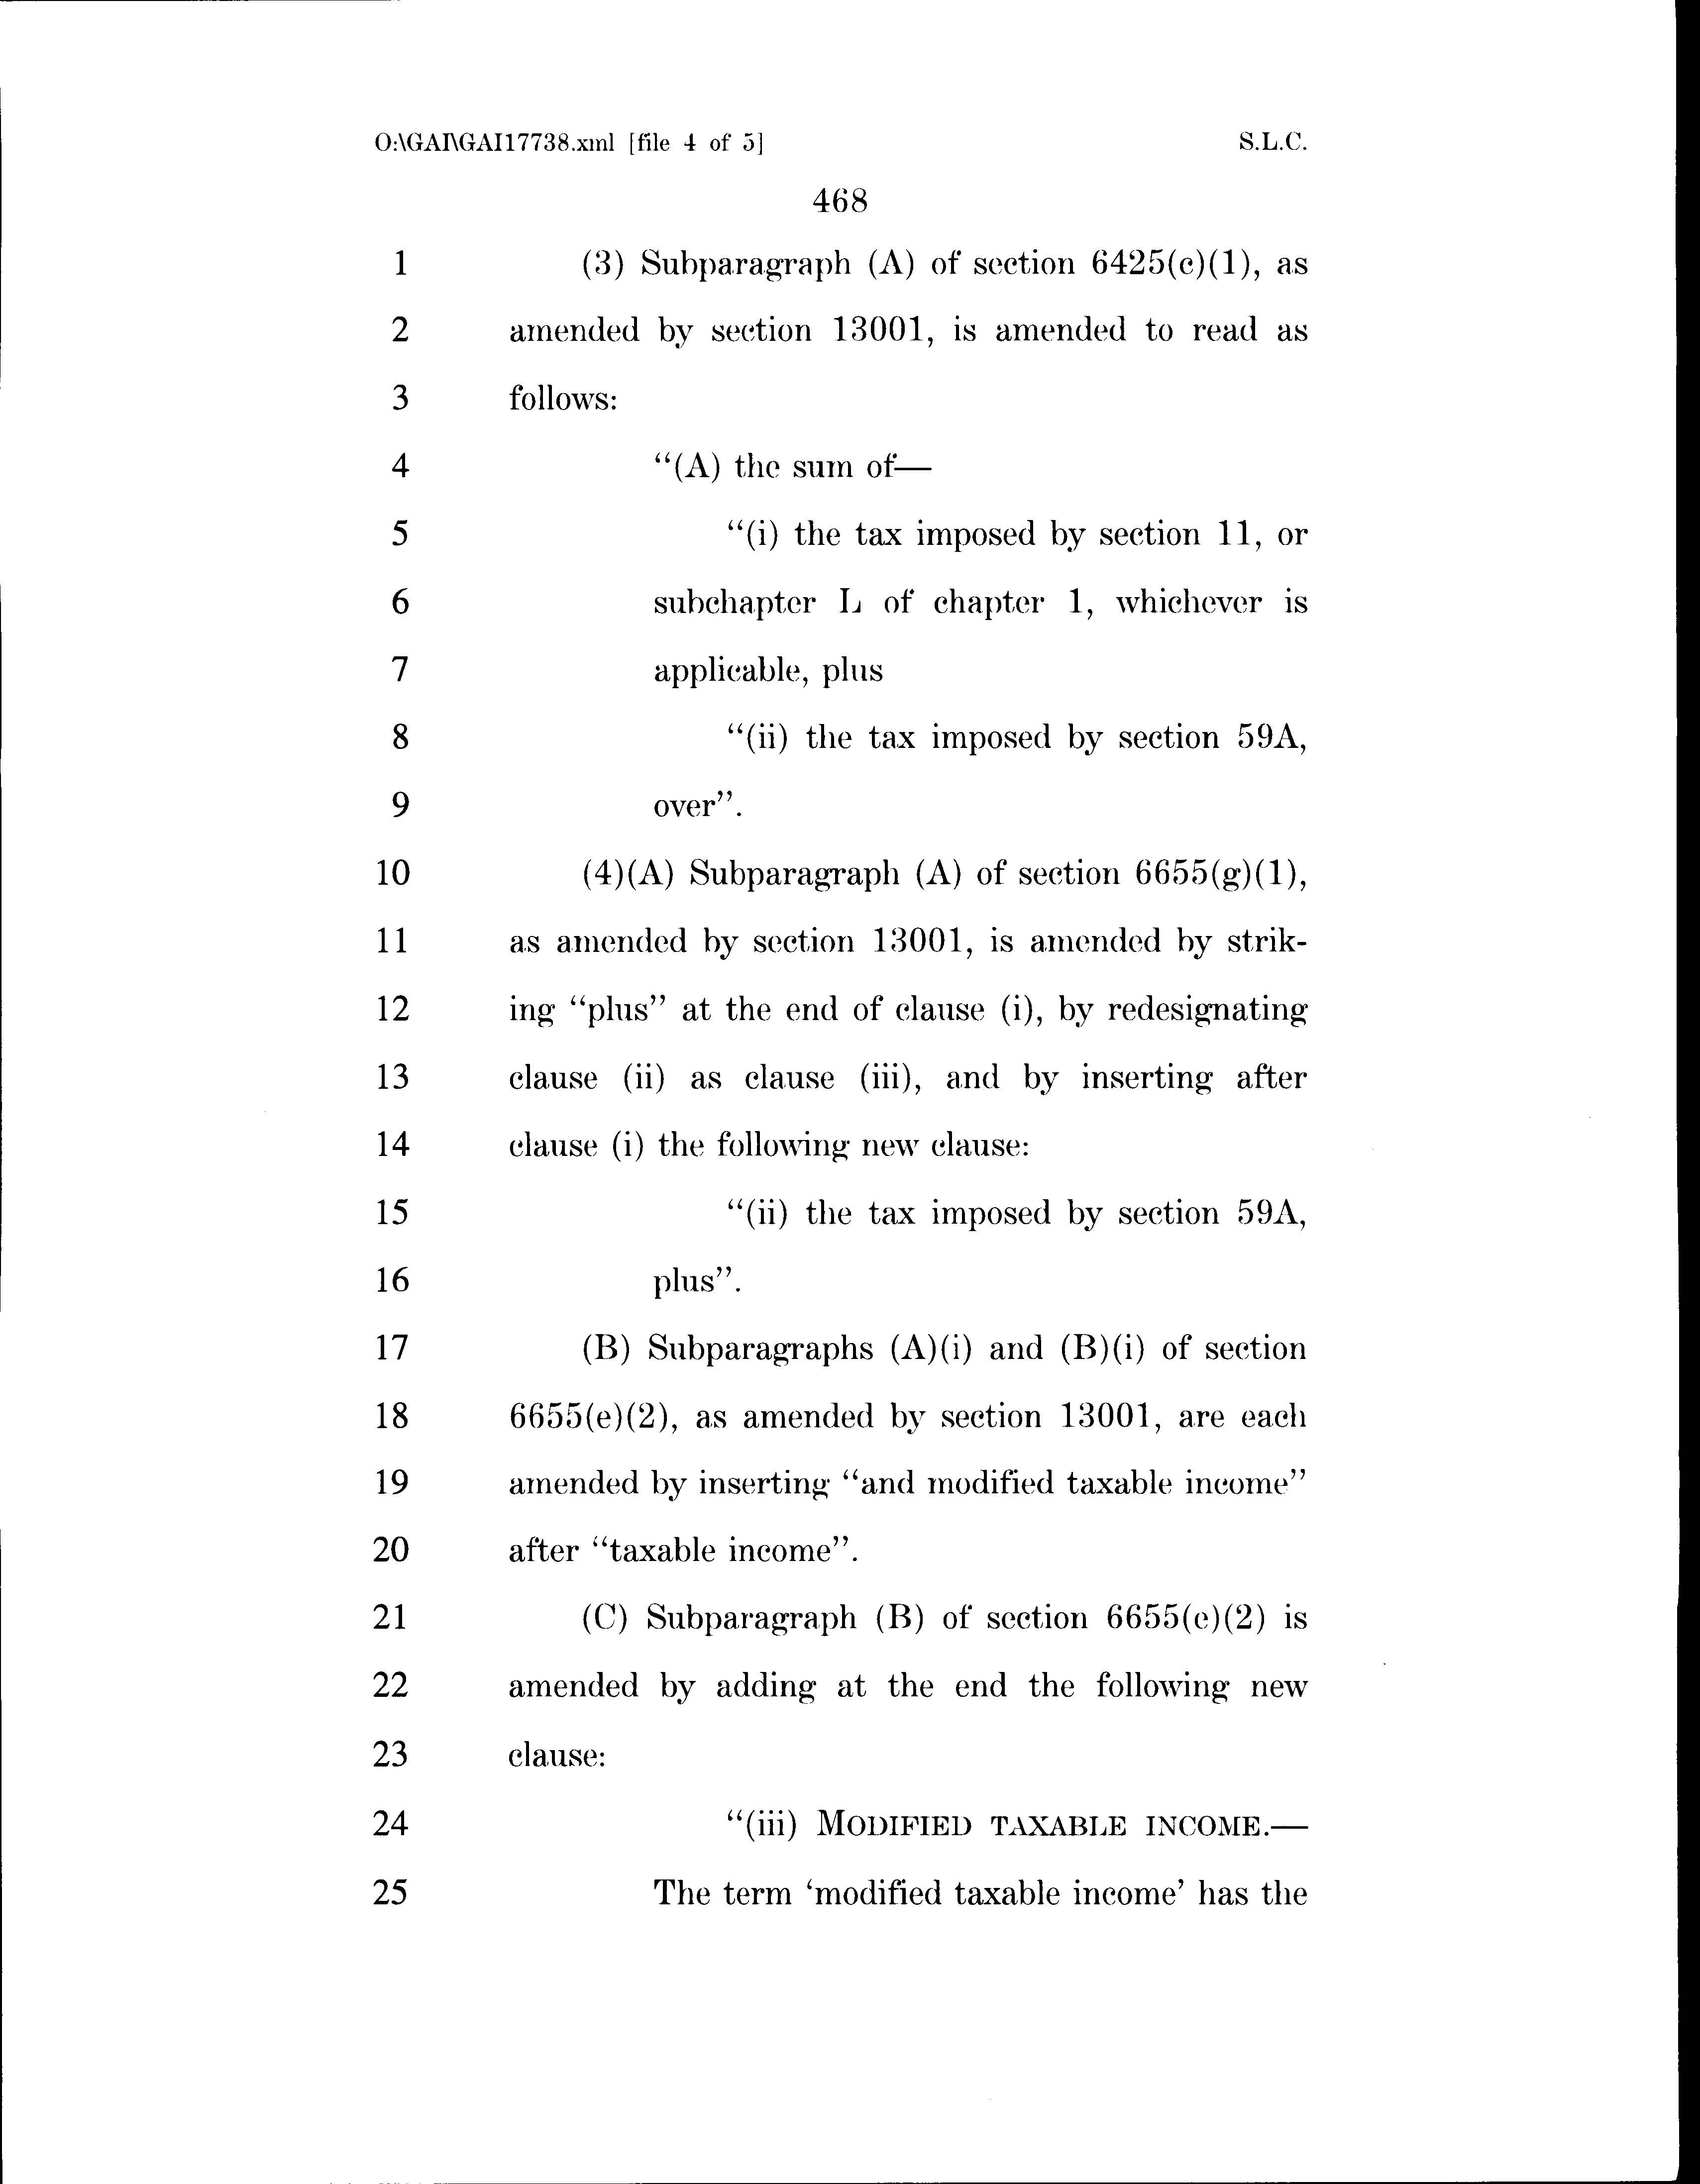 O:\GAI\GAI17738.xml [file 4 of 5] S.L.C.
468
1 (3) Subparagraph (A) of section 6425(c)(1), as
2 amended by section 13001, is amended to read as
3 follows:
4 “(A) the sum of—
5 “(i) the tax imposed by section 11, or
6 subchapter L of chapter 1, whichever is
7 applicable, plus
8 “(ii) the tax imposed by section 59A,
9 over”.
10 (4)(A) Subparagraph (A) of section 6655(g)(1),
11 as amended by section 13001, is amended by strik-
12 ing “plus” at the end of clause (i), by redesignating
13 clause (ii) as clause (iii), and by inserting after
14 clause (i) the following new clause:
15 “(ii) the tax imposed by section 59A,
16 plus”.
17 (B) Subparagraphs (A)(i) and (B)(i) of section
18 6655(e)(2), as amended by section 13001, are each
19 amended by inserting “and modified taxable income”
20 after “taxable income”.
21 (C) Subparagraph (B) of section 6655(e)(2) is
22 amended by adding at the end the following new
23 clause:
24 “(iii) MODIFIED TAXABLE INCOME.—
25 The term ‘modified taxable income’ has the